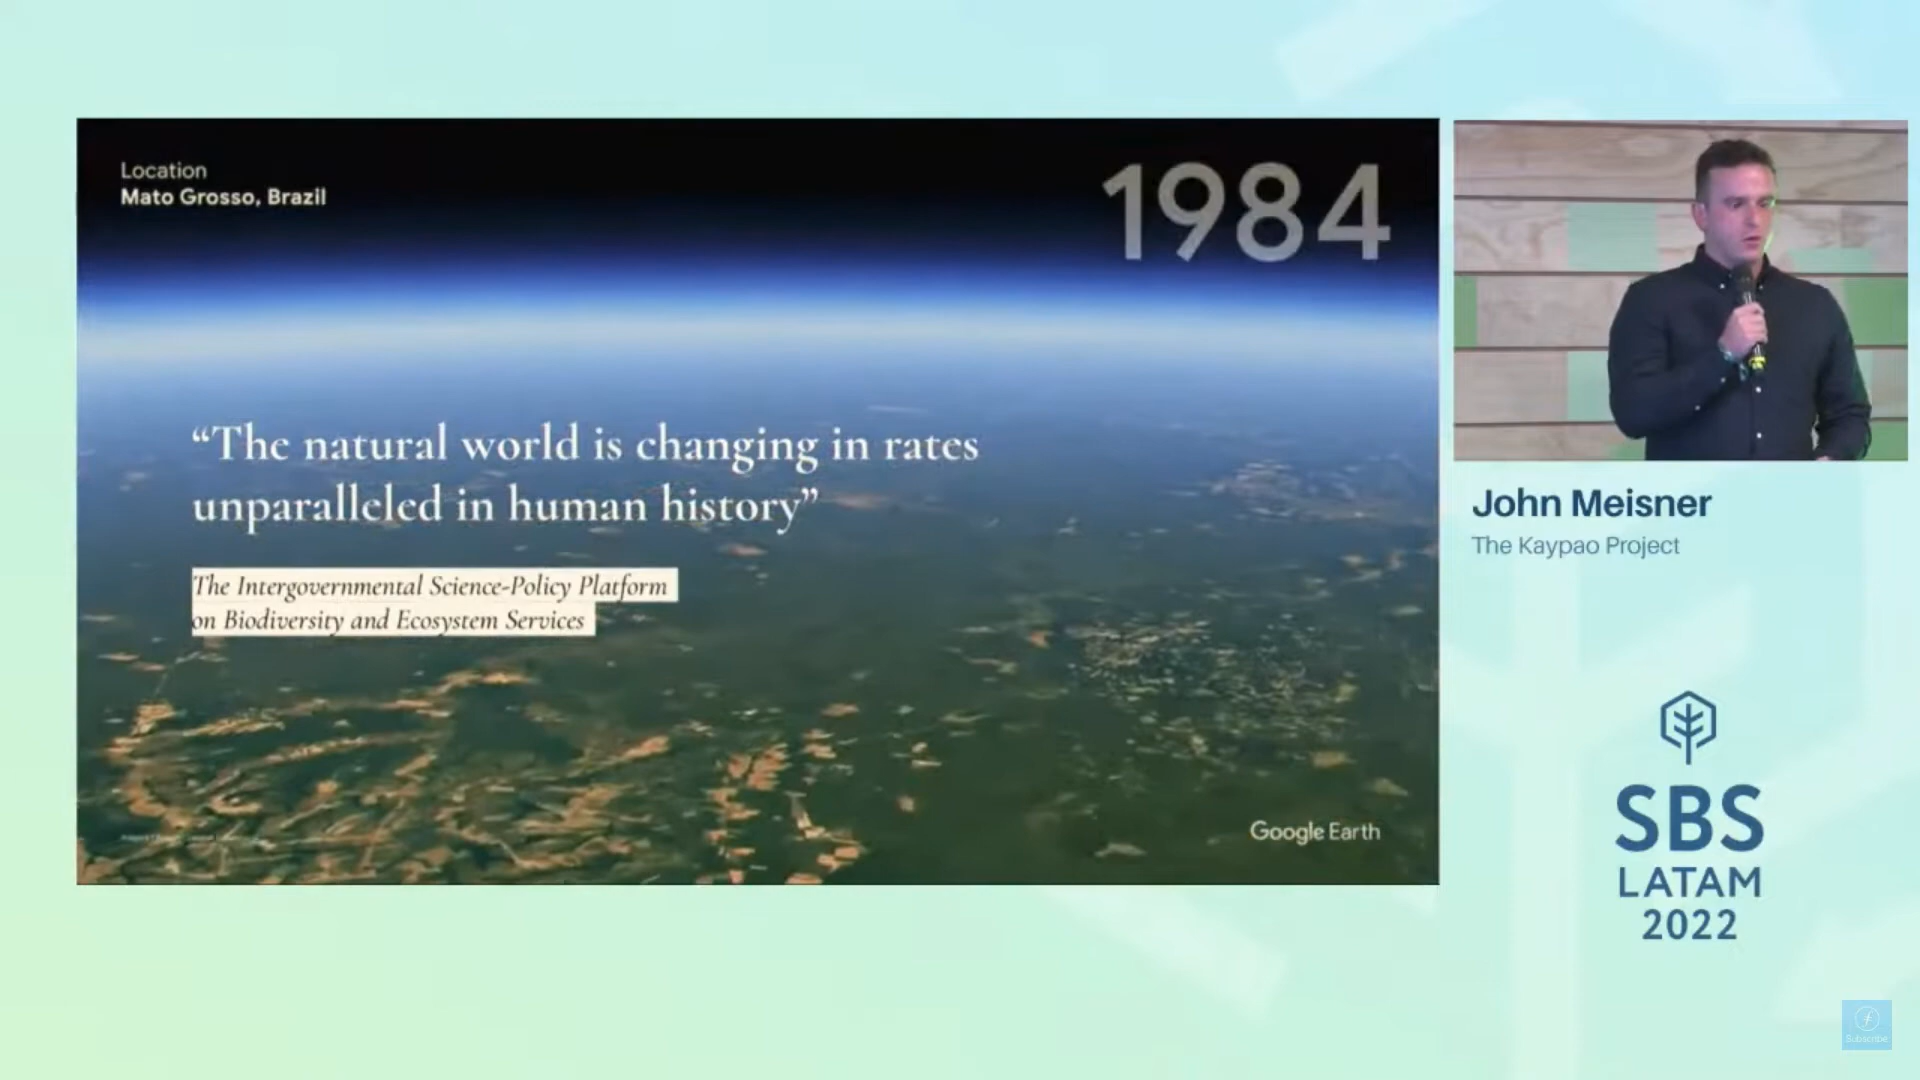 Location
Mato Grosso, Brazil
1984
“The natural world is changing in rates
unparalleled in human history”
The Intergovernmental Science-Policy Platform
on Biodiversity and Ecosystem Services
Google Earth
John Meisner
The Kaypao Project
SBS
LATAM
2022
Subscribe